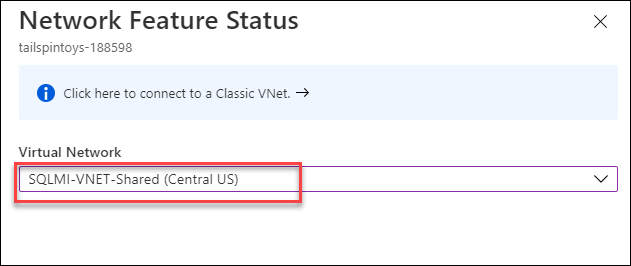 Network Feature Status
tailspintoys-188598
Click here to connect to a Classic VNet. →
Virtual Network
SQLMI-VNET-Shared (Central US)